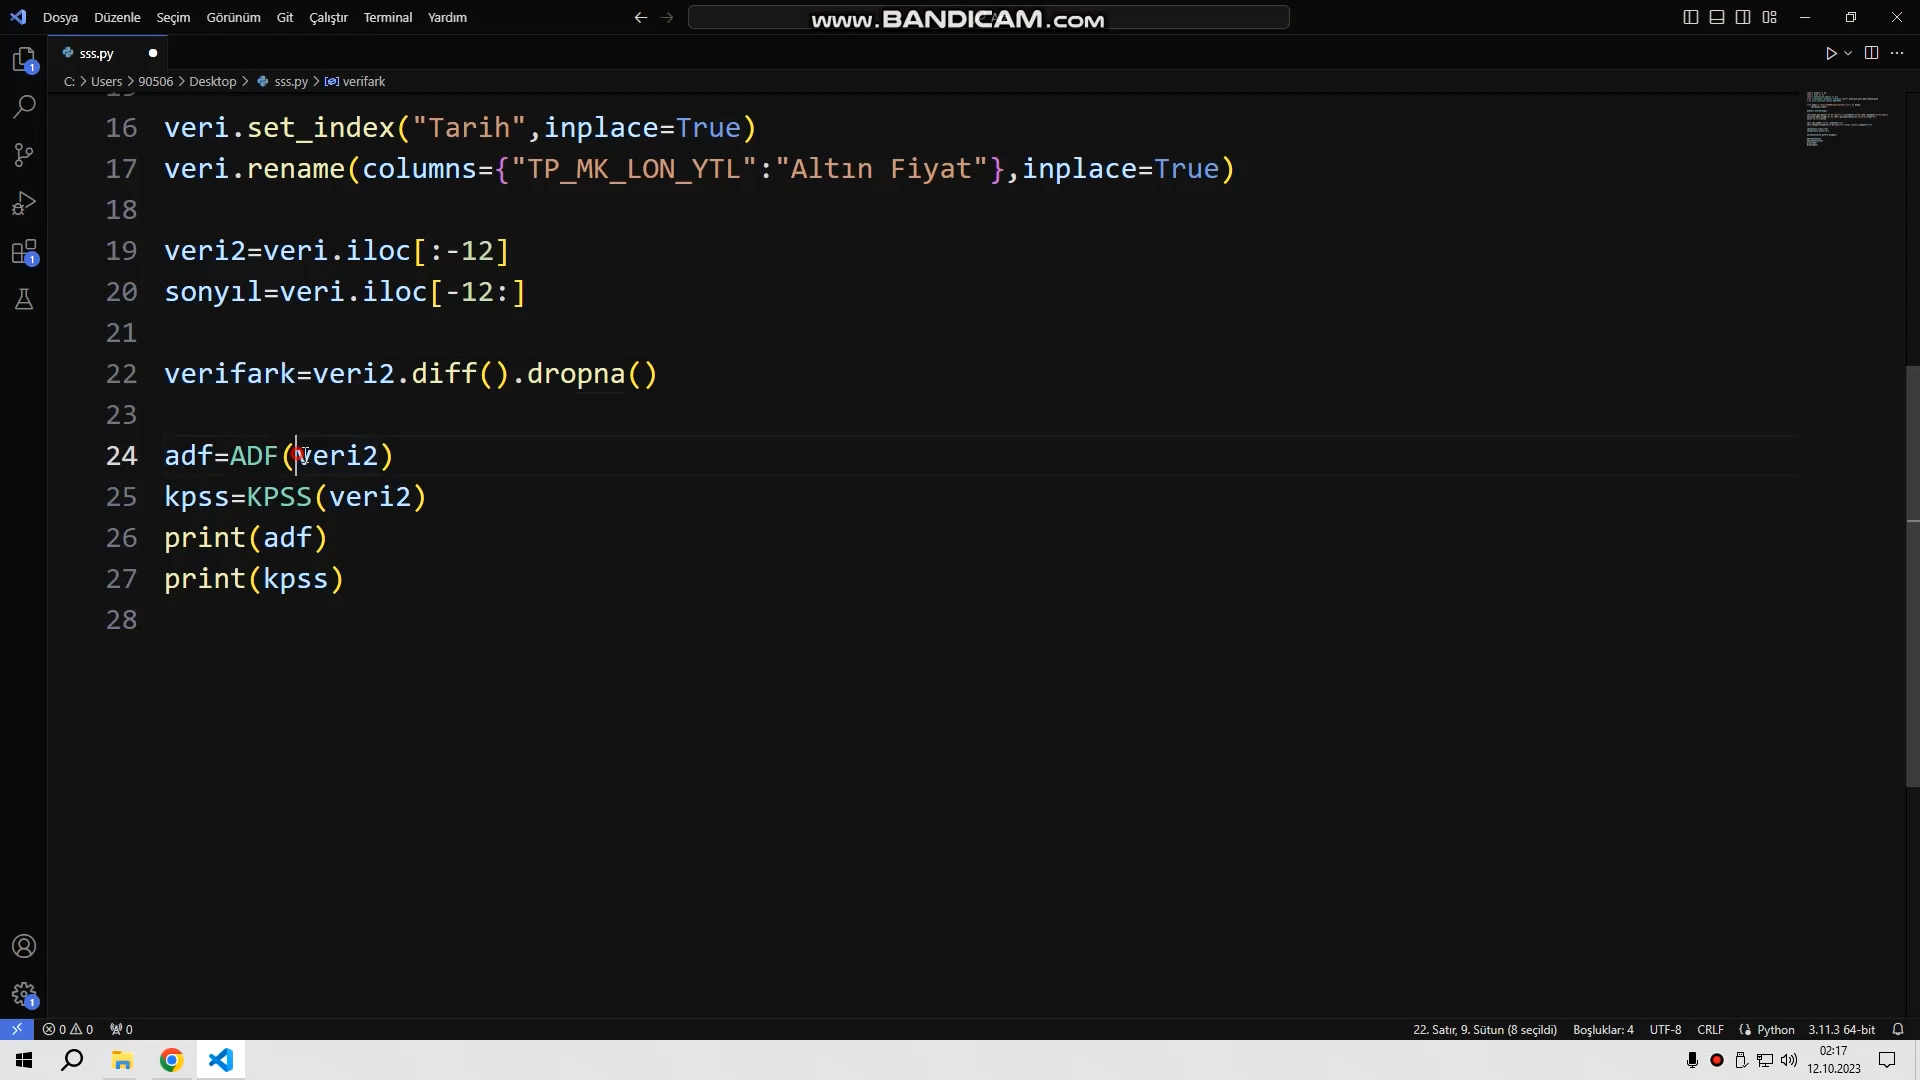 Dosya Düzenle Seçim Görünüm Git Çalıştır Terminal Yardım
www.BANDICAM.com
sss.py
C: > Users > 90506 > Desktop > sss.py > verifark
16 veri.set_index("Tarih",inplace=True)
17 veri.rename(columns={"TP_MK_LON_YTL":"Altın Fiyat"},inplace=True)
18
19 veri2=veri.iloc[:-12]
20 sonyıl=veri.iloc[-12:]
21
22 verifark=veri2.diff().dropna()
23
24 adf=ADF(veri2)
25 kpss=KPSS(veri2)
26 print(adf)
27 print(kpss)
28
0 0 0 22. Satır, 9. Sütun (8 seçildi) Boşluklar: 4 UTF-8 CRLF Python 3.11.3 64-bit
02:17
12.10.2023